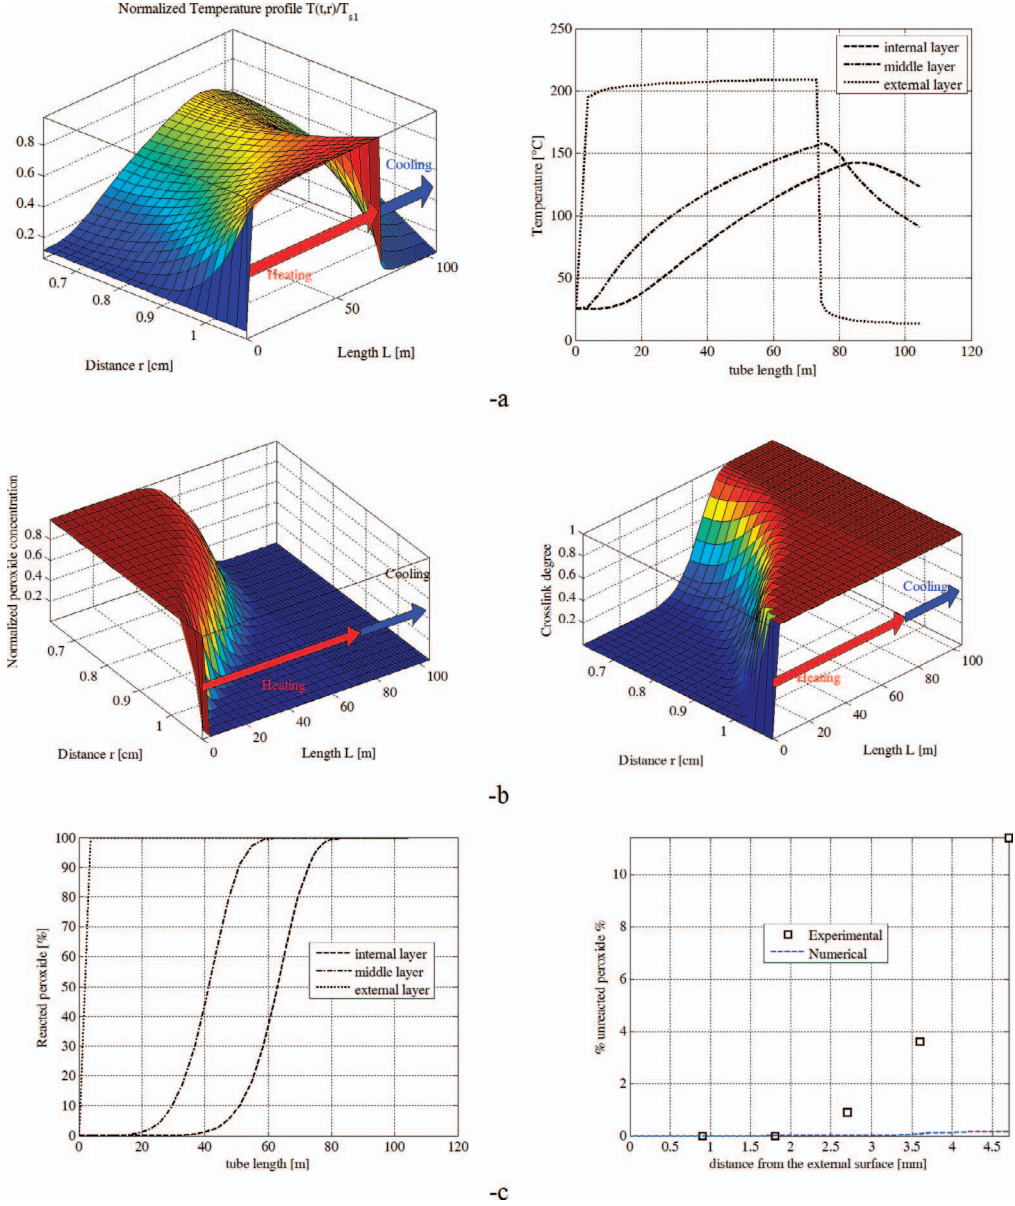 Normalized Temperature profile T(t,r)/T_s1
0.8
0.6
0.4
0.2
0.7
0.8
0.9
1
Distance r [cm]
0
50
100
Length L [m]
Heating
Cooling
250
200
150
100
50
0
0 20 40 60 80 100 120
Temperature [°C]
tube length [m]
internal layer
middle layer
external layer
-a
Normalized peroxide concentration
0.8
0.6
0.4
0.2
0.7
0.8
0.9
1
Distance r [cm]
0
20
40
60
80
100
Length L [m]
Heating
Cooling
Crosslink degree
1
0.8
0.6
0.4
0.2
0.7
0.8
0.9
1
Distance r [cm]
0
20
40
60
80
100
Length L [m]
Heating
Cooling
-b
Reacted peroxide [%]
100
90
80
70
60
50
40
30
20
10
0
0 20 40 60 80 100 120
tube length [m]
internal layer
middle layer
external layer
% unreacted peroxide %
10
8
6
4
2
0
0 0.5 1 1.5 2 2.5 3 3.5 4 4.5
distance from the external surface [mm]
Experimental
Numerical
-c